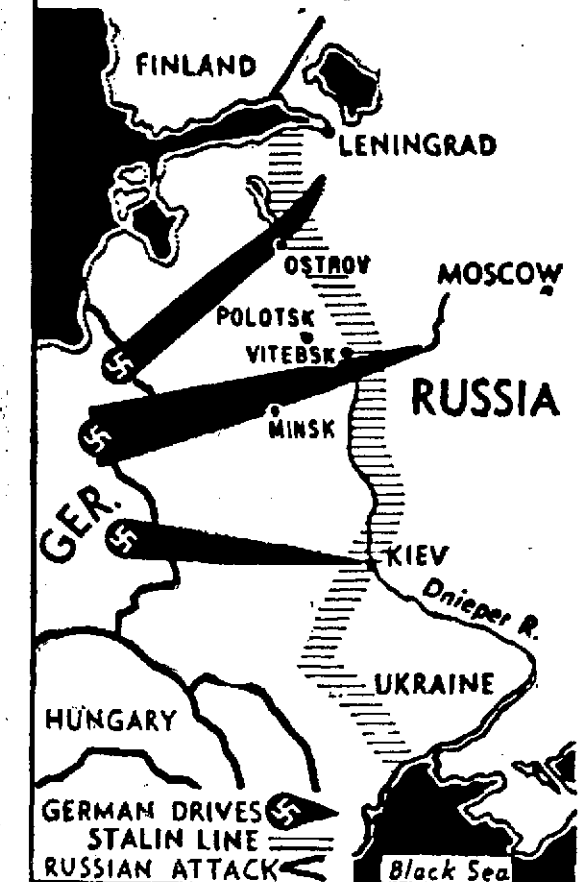 FINLAND
LENINGRAD
OSTROV
MOSCOW
POLOTSK
VITEBSK
RUSSIA
MINSK
GER.
KIEV
Dnieper R.
UKRAINE
HUNGARY
GERMAN DRIVES
STALIN LINE
RUSSIAN ATTACK
Black Sea